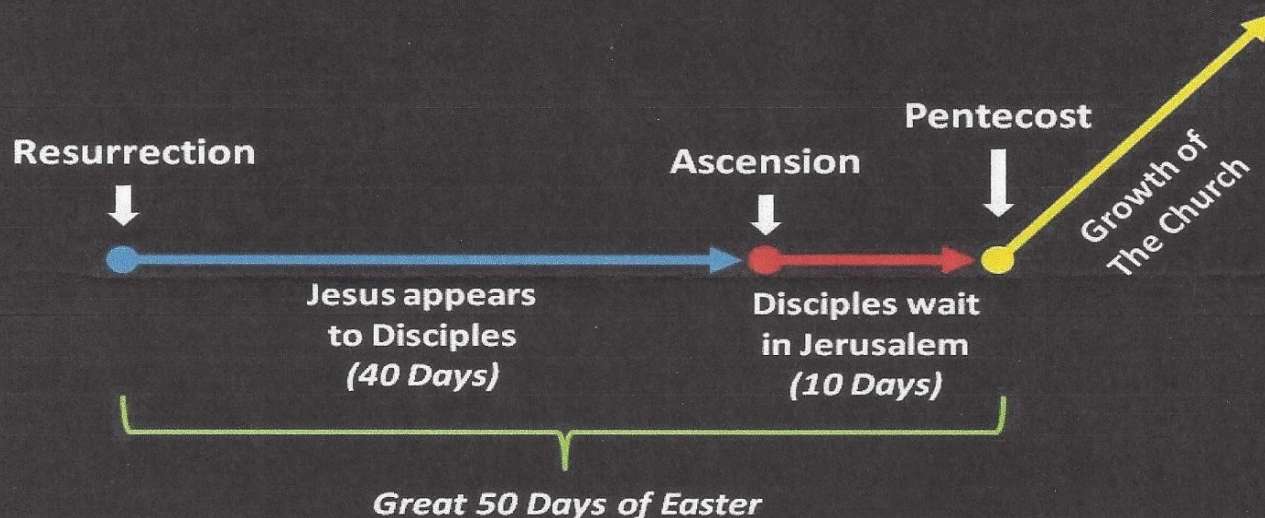 Resurrection
Ascension
Pentecost
Growth of
The Church
Jesus appears
to Disciples
(40 Days)
Disciples wait
in Jerusalem
(10 Days)
Great 50 Days of Easter